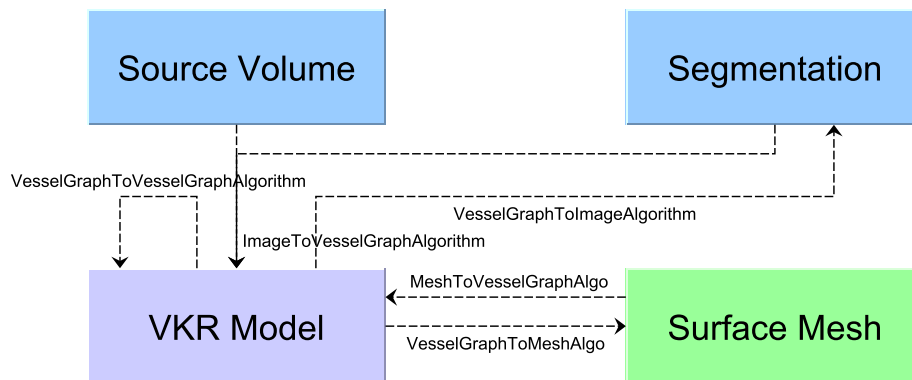 Source Volume
Segmentation
VesselGraphToVesselGraphAlgorithm
VesselGraphToImageAlgorithm
ImageToVesselGraphAlgorithm
MeshToVesselGraphAlgo
VKR Model
Surface Mesh
VesselGraphToMeshAlgo